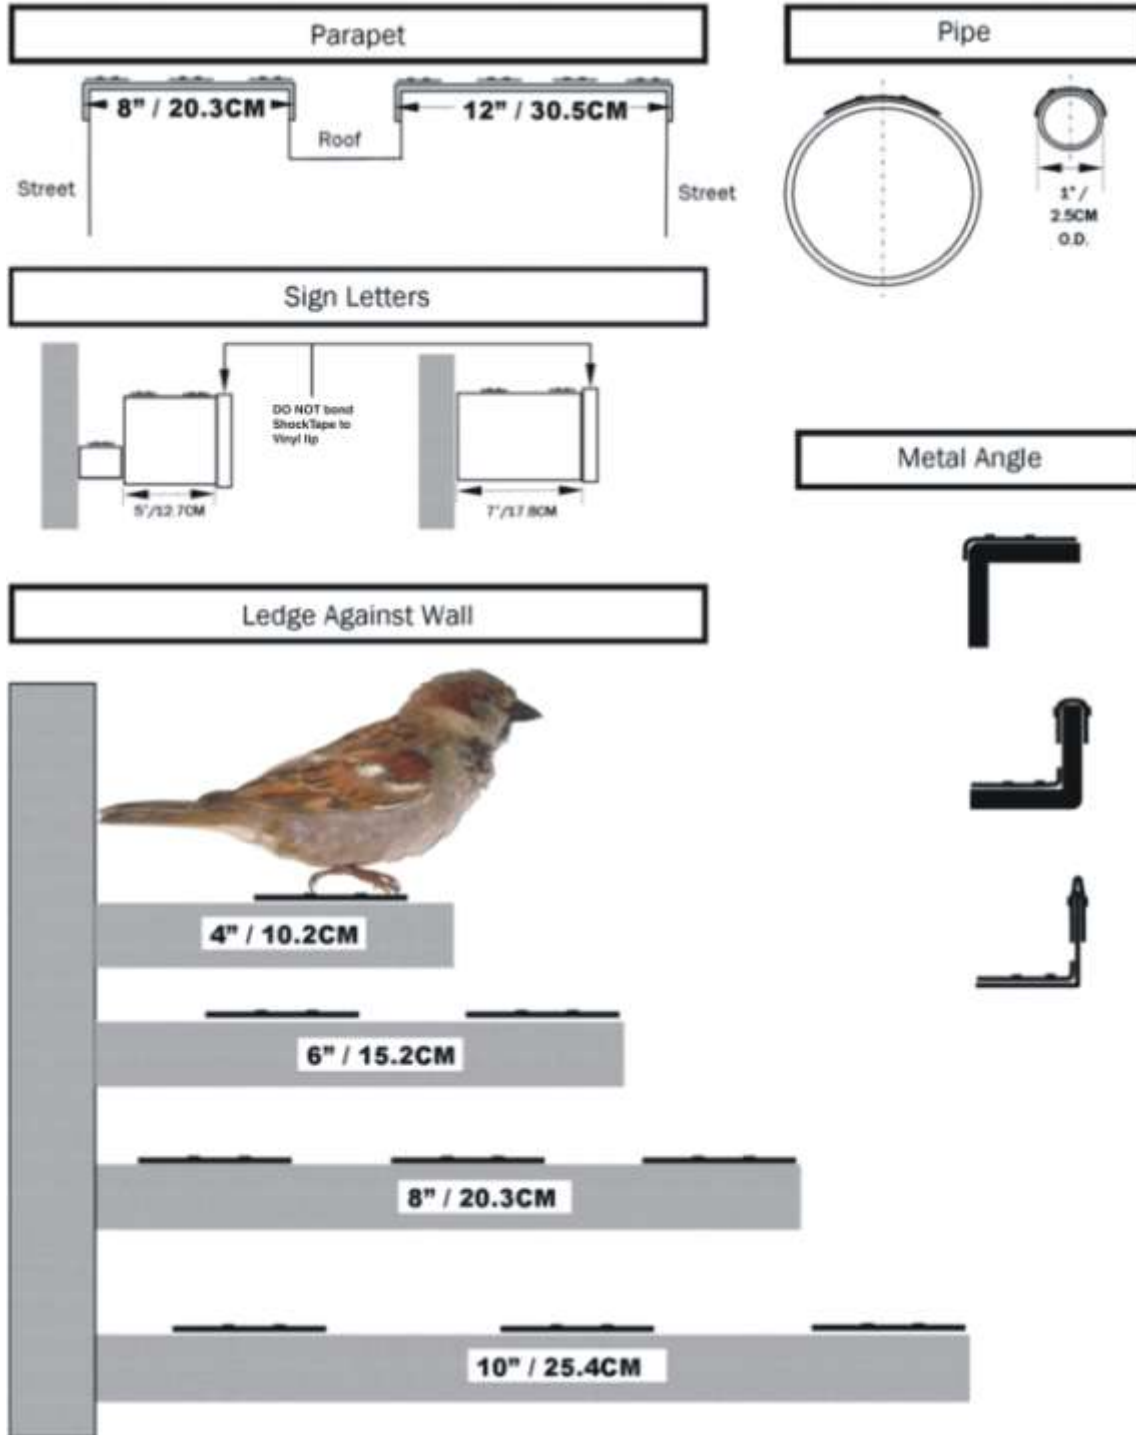 Parapet
8” / 20.3CM
12” / 30.5CM
Roof
Street
Street
Pipe
1" /
2.5CM
O.D.
Sign Letters
DO NOT bond
ShockTape to
Vinyl lip
5"/12.7CM
7"/17.8CM
Metal Angle
Ledge Against Wall
4” / 10.2CM
6” / 15.2CM
8” / 20.3CM
10” / 25.4CM